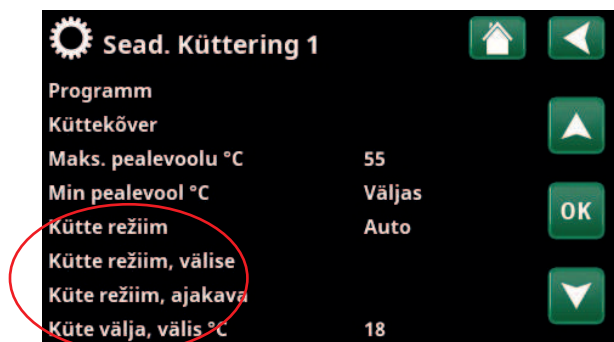 Sead. Küttering 1
Programm
Küttekõver
Maks. pealevoolu °C 55
Min pealevool °C Väljas
Kütte režiim Auto
OK
Kütte režiim, välise
Küte režiim, ajakava
Küte välja, välis °C 18